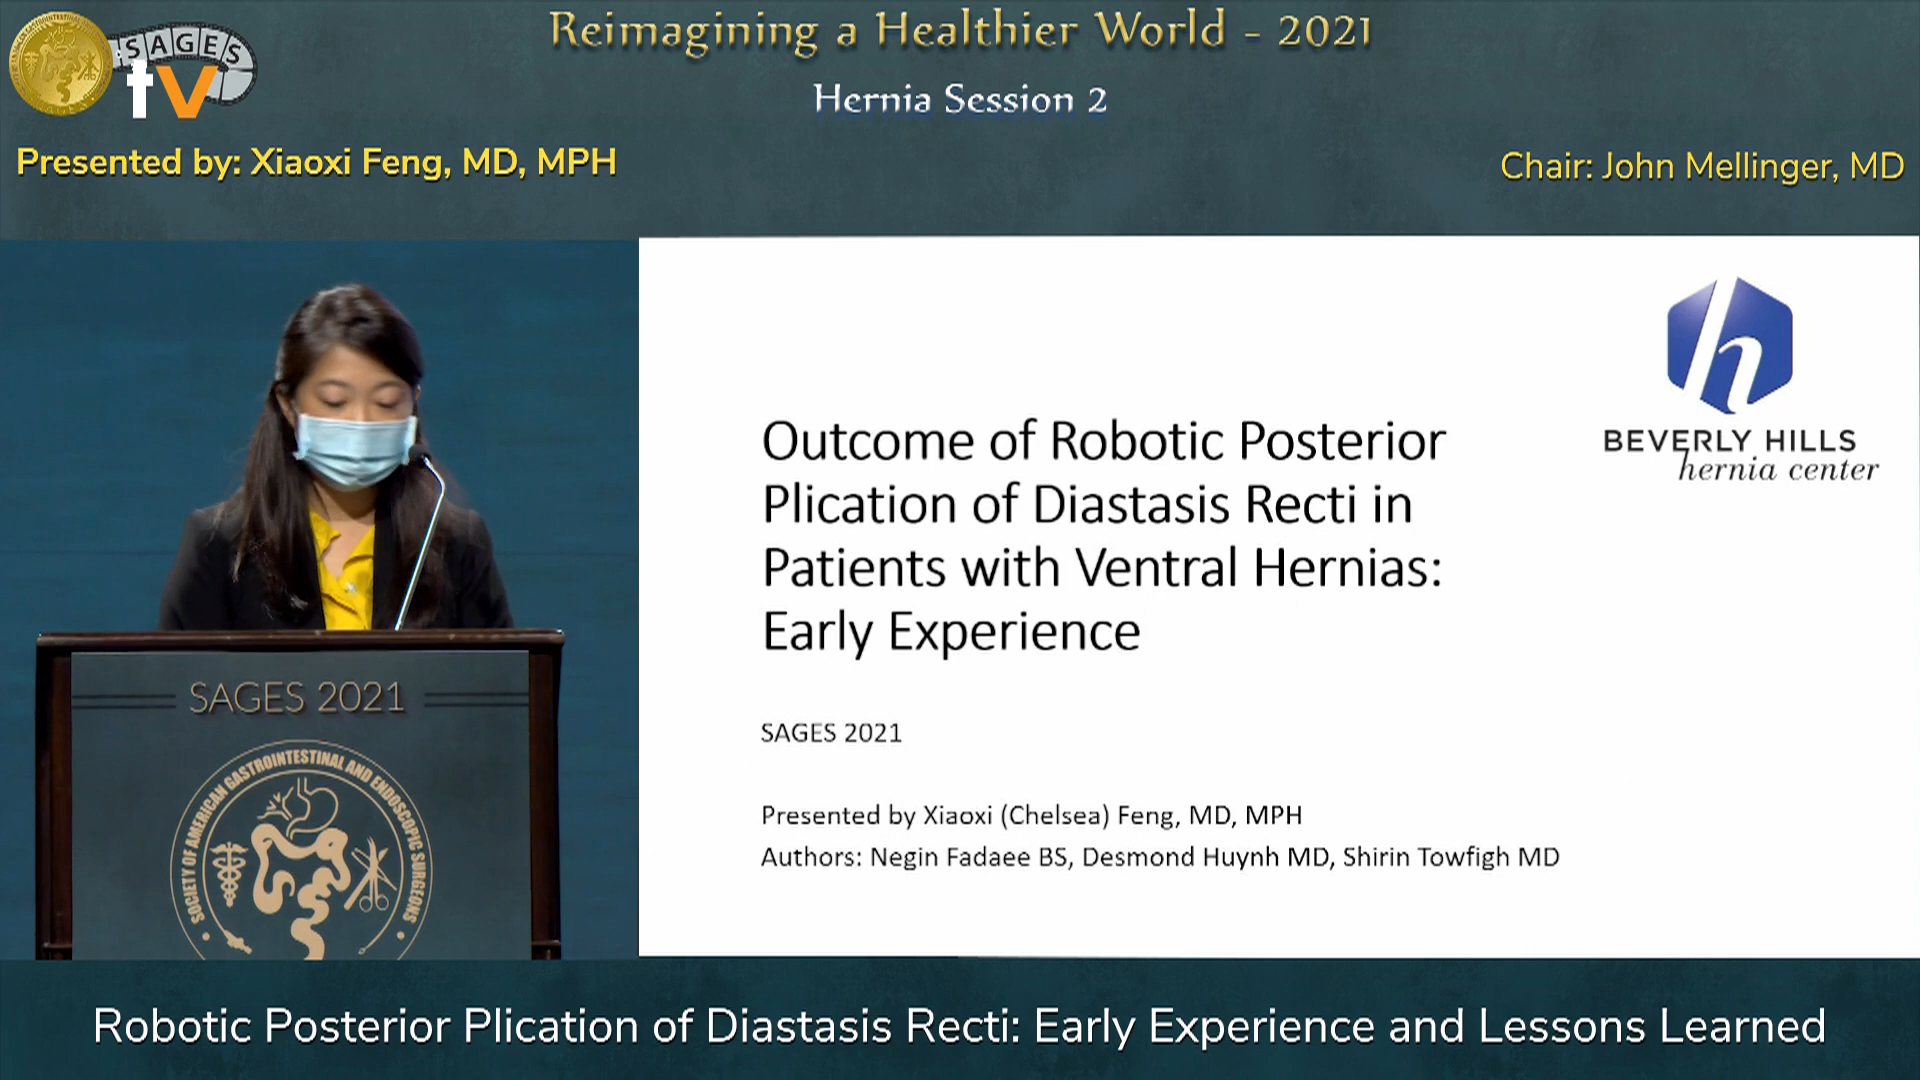 Reimagining a Healthier World - 2021
SAGES
tv
Hernia Session 2
Presented by: Xiaoxi Feng, MD, MPH
Chair: John Mellinger, MD
h
BEVERLY HILLS
hernia center
Outcome of Robotic Posterior
Plication of Diastasis Recti in
Patients with Ventral Hernias:
Early Experience
SAGES 2021
Presented by Xiaoxi (Chelsea) Feng, MD, MPH
Authors: Negin Fadaee BS, Desmond Huynh MD, Shirin Towfigh MD
SAGES 2021
SOCIETY OF AMERICAN GASTROINTESTINAL AND ENDOSCOPIC SURGEONS
Robotic Posterior Plication of Diastasis Recti: Early Experience and Lessons Learned